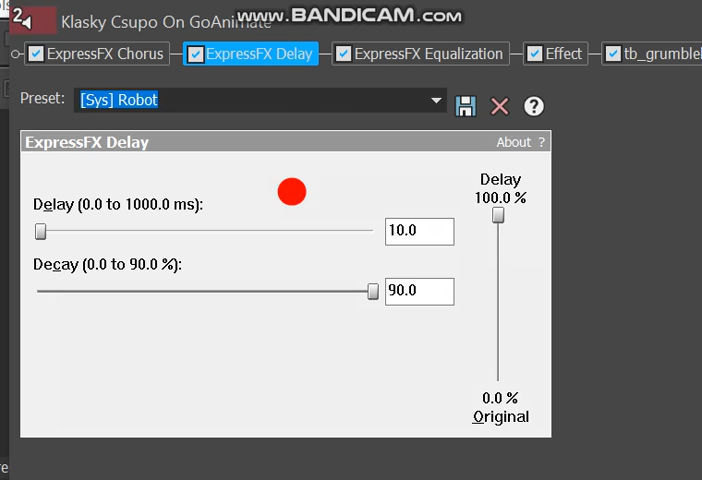 www.BANDICAM.com
2
Klasky Csupo On GoAnimate
ExpressFX Chorus
ExpressFX Delay
ExpressFX Equalization
Effect
Preset:
[Sys] Robot
?
ExpressFX Delay
About ?
Delay
100.0 %
Delay (0.0 to 1000.0 ms):
10.0
Decay (0.0 to 90.0 %):
90.0
0.0 %
Original